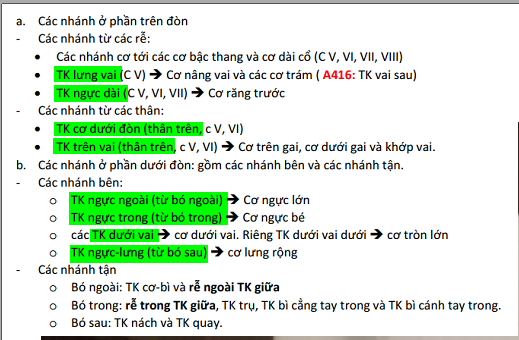 a. Các nhánh ở phần trên đòn
- Các nhánh từ các rễ:
• Các nhánh cơ tới các cơ bậc thang và cơ dài cổ (C V, VI, VII, VIII)
• TK lưng vai (C V) ➔ Cơ nâng vai và các cơ trám ( A416: TK vai sau)
• TK ngực dài (C V, VI, VII) ➔ Cơ răng trước
- Các nhánh từ các thân:
• TK cơ dưới đòn (thân trên, c V, VI)
• TK trên vai (thân trên, c V, VI) ➔ Cơ trên gai, cơ dưới gai và khớp vai.
b. Các nhánh ở phần dưới đòn: gồm các nhánh bên và các nhánh tận.
- Các nhánh bên:
o TK ngực ngoài (từ bó ngoài) ➔ Cơ ngực lớn
o TK ngực trong (từ bó trong) ➔ Cơ ngực bé
o các TK dưới vai ➔ cơ dưới vai. Riêng TK dưới vai dưới ➔ cơ tròn lớn
o TK ngực-lưng (từ bó sau) ➔ cơ lưng rộng
- Các nhánh tận
o Bó ngoài: TK cơ-bì và rễ ngoài TK giữa
o Bó trong: rễ trong TK giữa, TK trụ, TK bì cẳng tay trong và TK bì cánh tay trong.
o Bó sau: TK nách và TK quay.